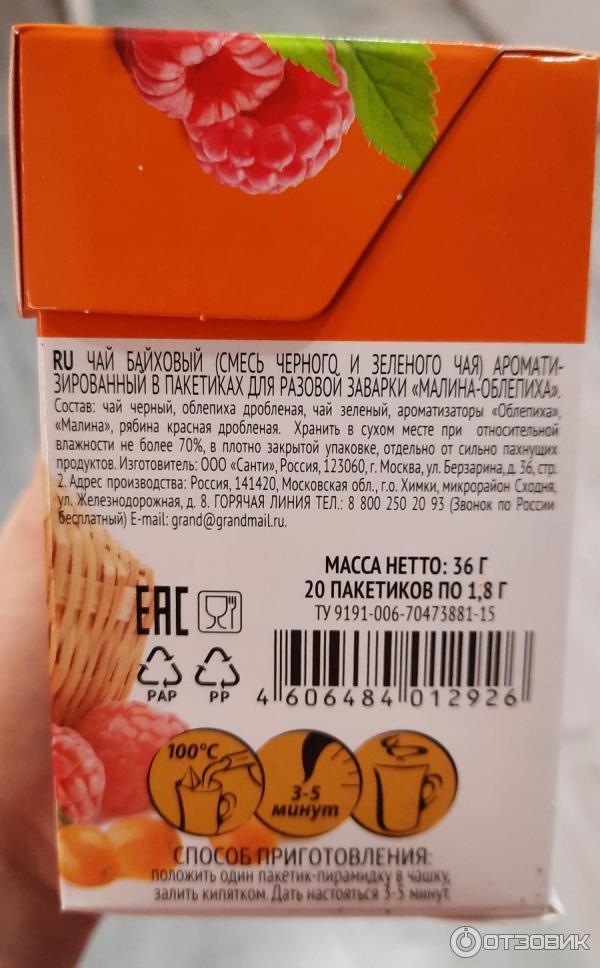 RU ЧАЙ БАЙХОВЫЙ (СМЕСЬ ЧЕРНОГО И ЗЕЛЕНОГО ЧАЯ) АРОМАТИ-
ЗИРОВАННЫЙ В ПАКЕТИКАХ ДЛЯ РАЗОВОЙ ЗАВАРКИ «МАЛИНА-ОБЛЕПИХА».
Состав: чай черный, облепиха дробленая, чай зеленый, ароматизаторы «Облепиха»,
«Малина», рябина красная дробленая. Хранить в сухом месте при относительной
влажности не более 70%, в плотно закрытой упаковке, отдельно от сильно пахнущих
продуктов. Изготовитель: ООО «Санти», Россия, 123060, г. Москва, ул. Берзарина, д. 36, стр.
2. Адрес производства: Россия, 141420, Московская обл., г.о. Химки, микрорайон Сходня,
ул. Железнодорожная, д. 8. ГОРЯЧАЯ ЛИНИЯ ТЕЛ.: 8 800 250 20 93 (Звонок по России
бесплатный) E-mail: grand@grandmail.ru.
МАССА НЕТТО: 36 Г
20 ПАКЕТИКОВ ПО 1,8 Г
ТУ 9191-006-70473881-15
EAC
PAP PP
4 606484 012926
100°C
3-5
минут
СПОСОБ ПРИГОТОВЛЕНИЯ:
положить один пакетик-пирамидку в чашку,
залить кипятком. Дать настояться 3-5 минут.
ОТЗОВИК